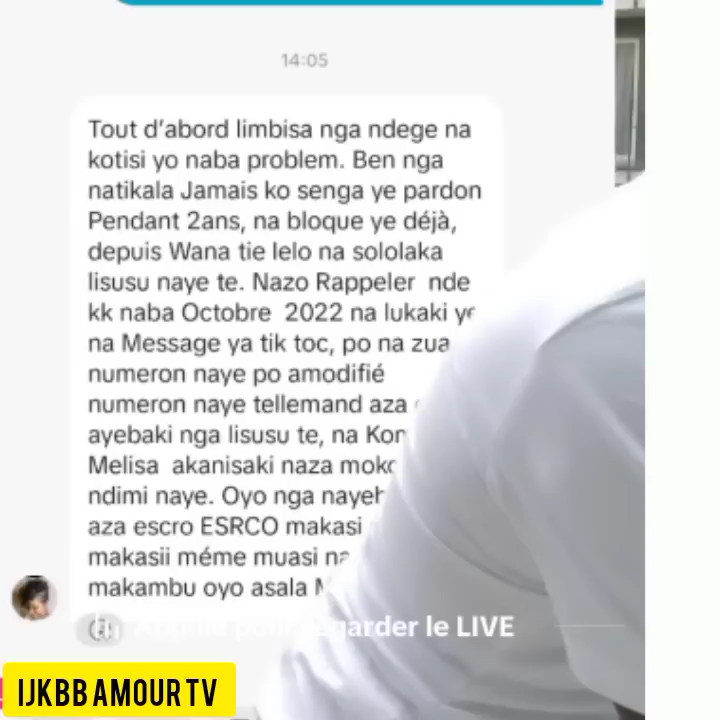 14:05
Tout d'abord limbisa nga ndege na
kotisi yo naba problem. Ben nga
natikala Jamais ko senga ye pardon
Pendant 2ans, na bloque ye déjà,
depuis Wana tie lelo na sololaka
lisusu naye te. Nazo Rappeler nde
kk naba Octobre 2022 na lukaki ye
na Message ya tik toc, po na zua
numeron naye po amodifié
numeron naye tellemand aza
ayebaki nga lisusu te, na
Melisa akanisaki naza
ndimi naye. Oyo nga
aza escro ESRCO makasi
makasii méme muasi
makambu oyo asala
Appuie pour regarder le LIVE
IJKBB AMOUR TV